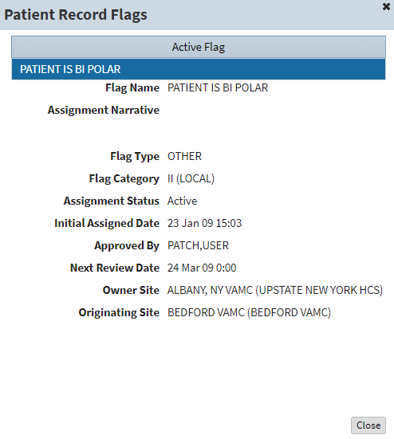 Patient Record Flags
Active Flag
PATIENT IS BI POLAR
Flag Name PATIENT IS BI POLAR
Assignment Narrative
Flag Type OTHER
Flag Category II (LOCAL)
Assignment Status Active
Initial Assigned Date 23 Jan 09 15:03
Approved By PATCH,USER
Next Review Date 24 Mar 09 0:00
Owner Site ALBANY, NY VAMC (UPSTATE NEW YORK HCS)
Originating Site BEDFORD VAMC (BEDFORD VAMC)
Close